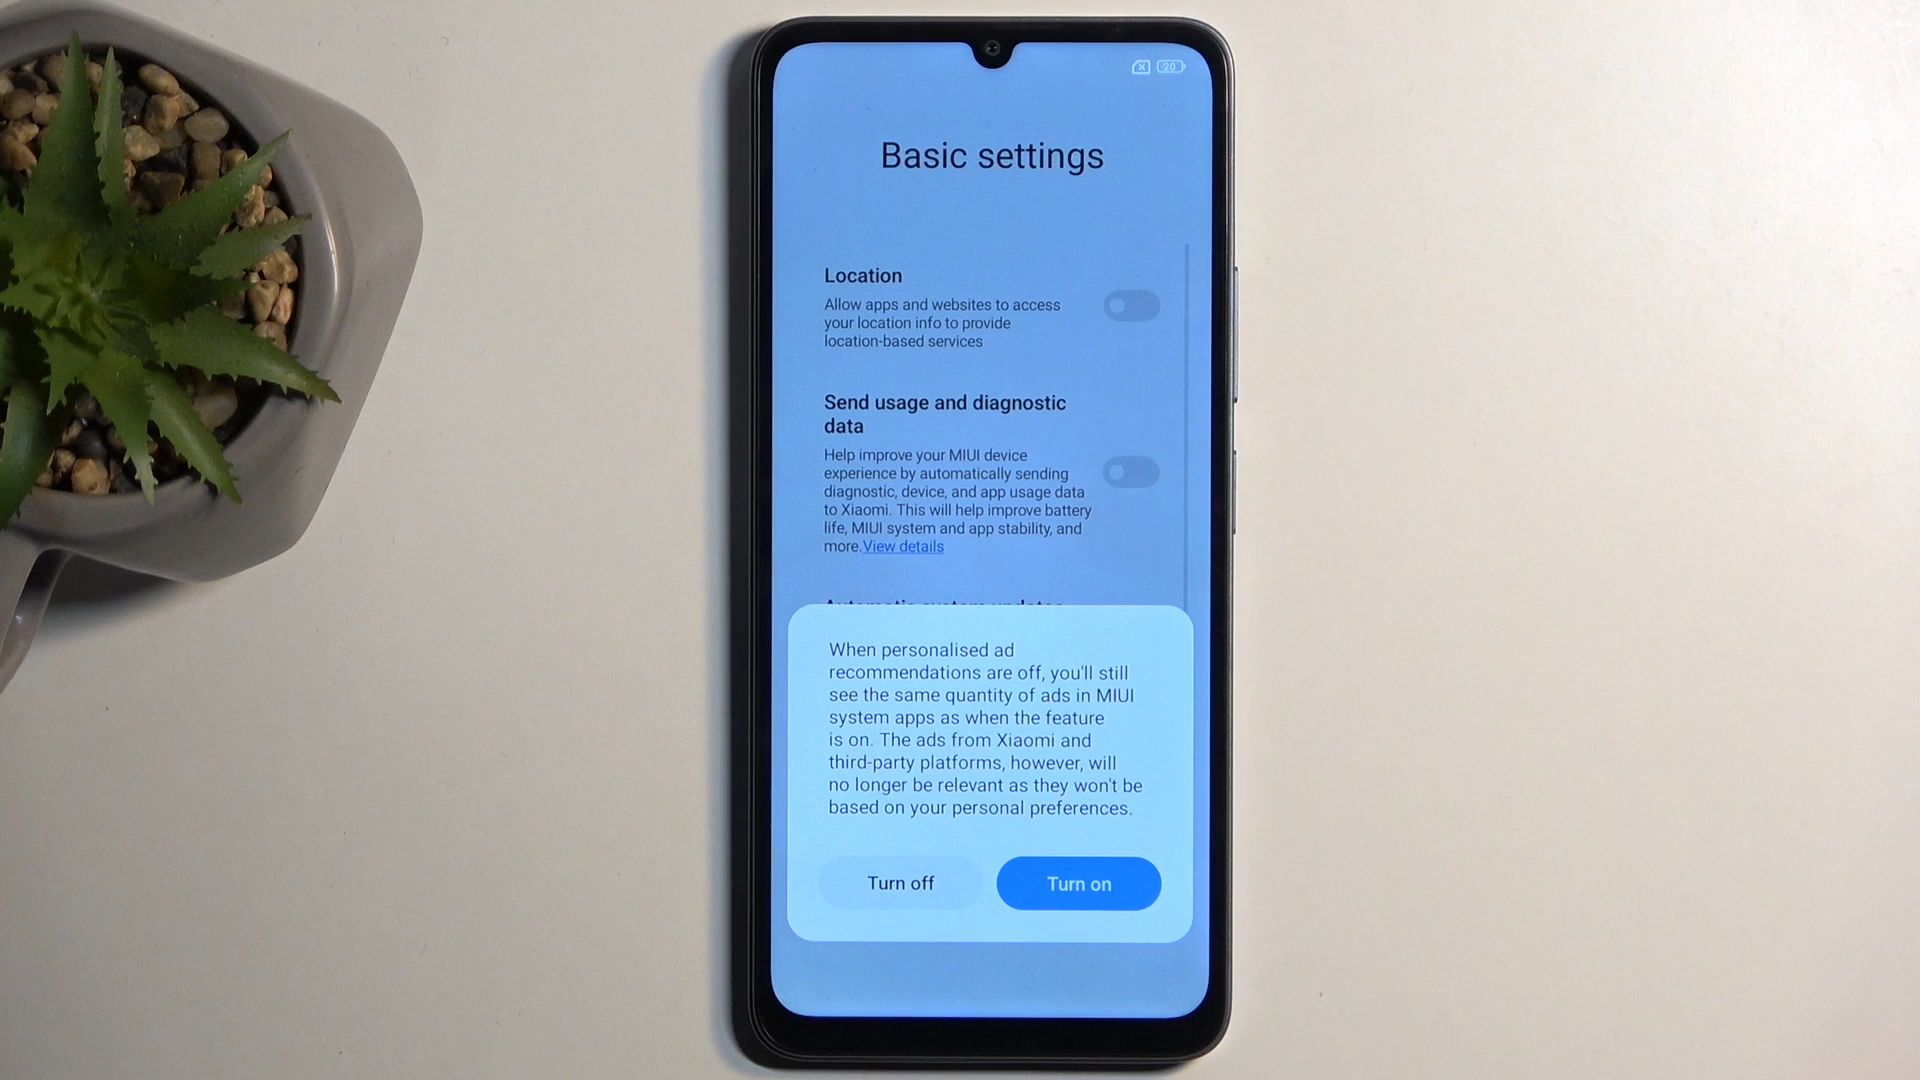 20
Basic settings
Location
Allow apps and websites to access
your location info to provide
location-based services
Send usage and diagnostic
data
Help improve your MIUI device
experience by automatically sending
diagnostic, device, and app usage data
to Xiaomi. This will help improve battery
life, MIUI system and app stability, and
more.View details
Automatic system updates
When personalised ad
recommendations are off, you'll still
see the same quantity of ads in MIUI
system apps as when the feature
is on. The ads from Xiaomi and
third-party platforms, however, will
no longer be relevant as they won't be
based on your personal preferences.
Turn off
Turn on